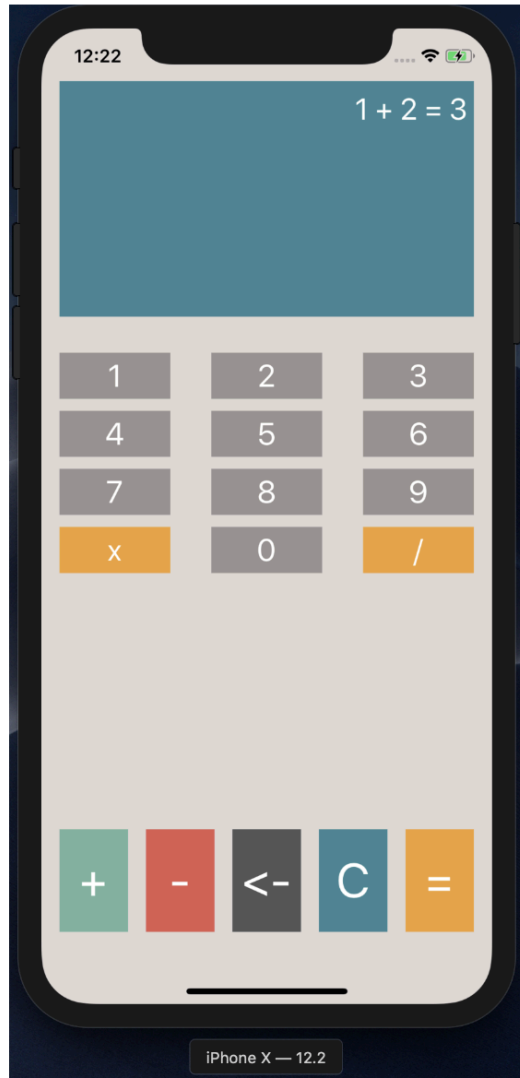 12:22
1 + 2 = 3
1 2 3
4 5 6
7 8 9
x 0 /
+ - <- C =
iPhone X — 12.2